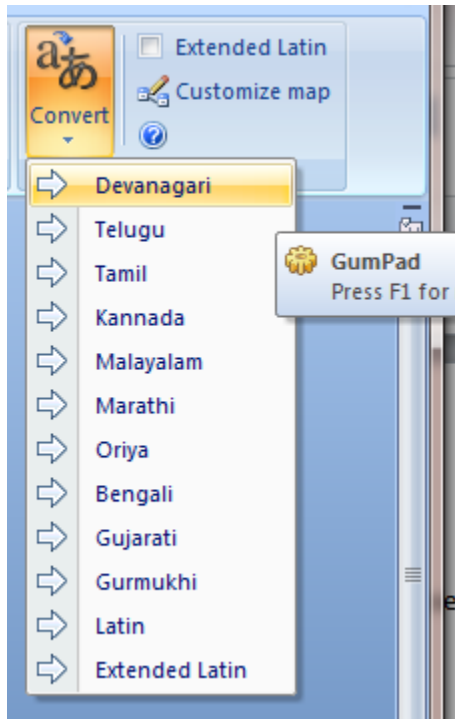 Extended Latin
Customize map
Convert
Devanagari
Telugu
Tamil
Kannada
Malayalam
Marathi
Oriya
Bengali
Gujarati
Gurmukhi
Latin
Extended Latin
GumPad
Press F1 for